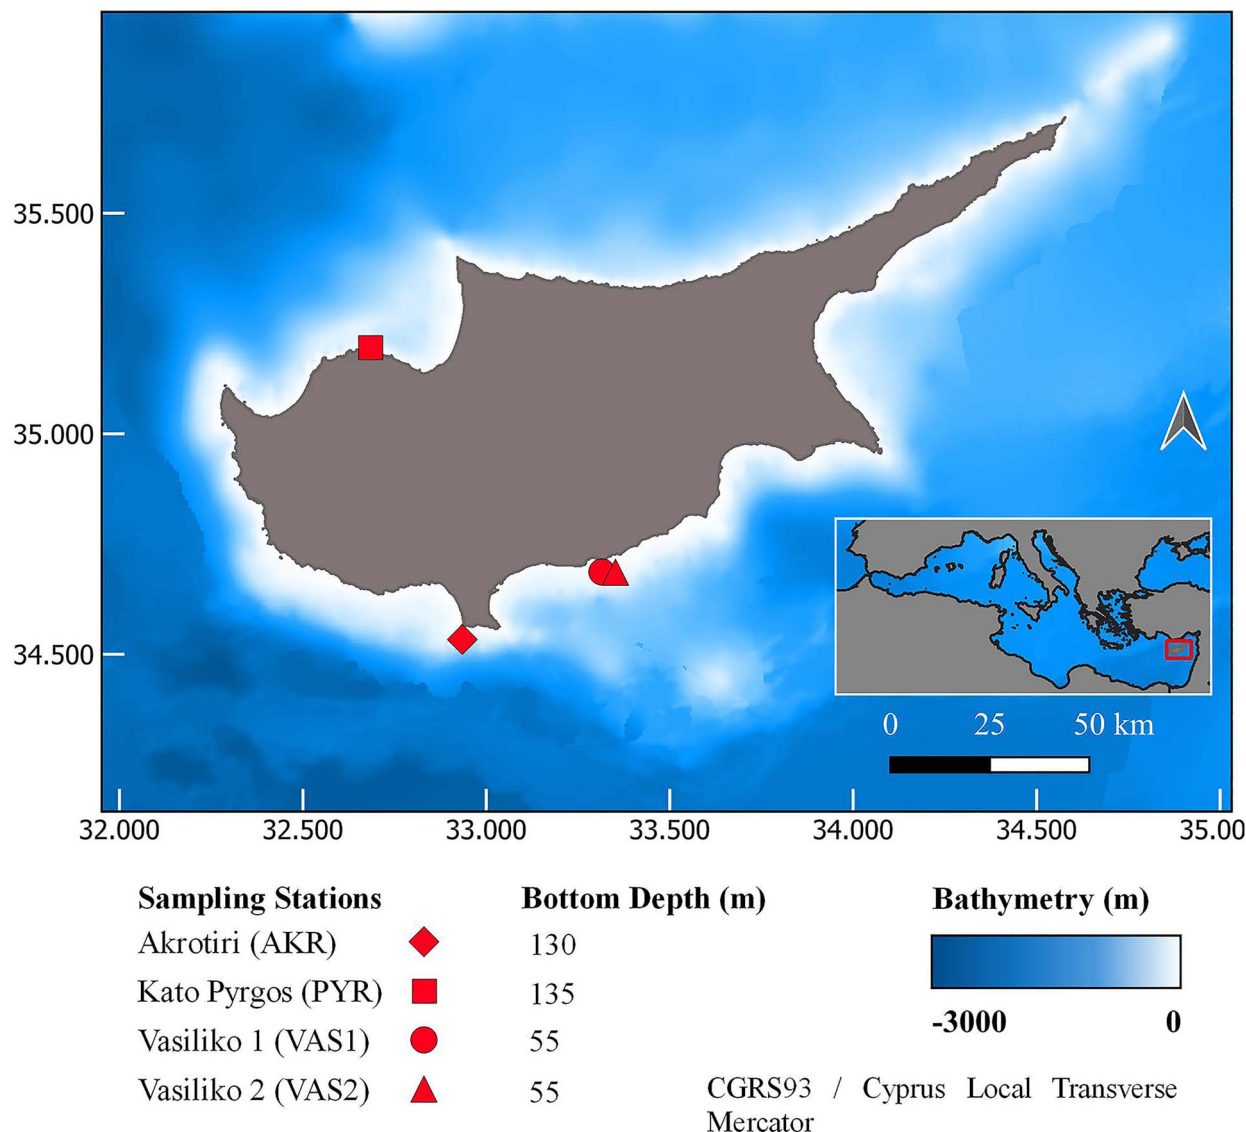 35.500
35.000
34.500
0 25 50 km
32.000 32.500 33.000 33.500 34.000 34.500 35.00
Sampling Stations Bottom Depth (m) Bathymetry (m)
Akrotiri (AKR) 130
Kato Pyrgos (PYR) 135
-3000 0
Vasiliko 1 (VAS1) 55
Vasiliko 2 (VAS2) 55
CGRS93 / Cyprus Local Transverse
Mercator